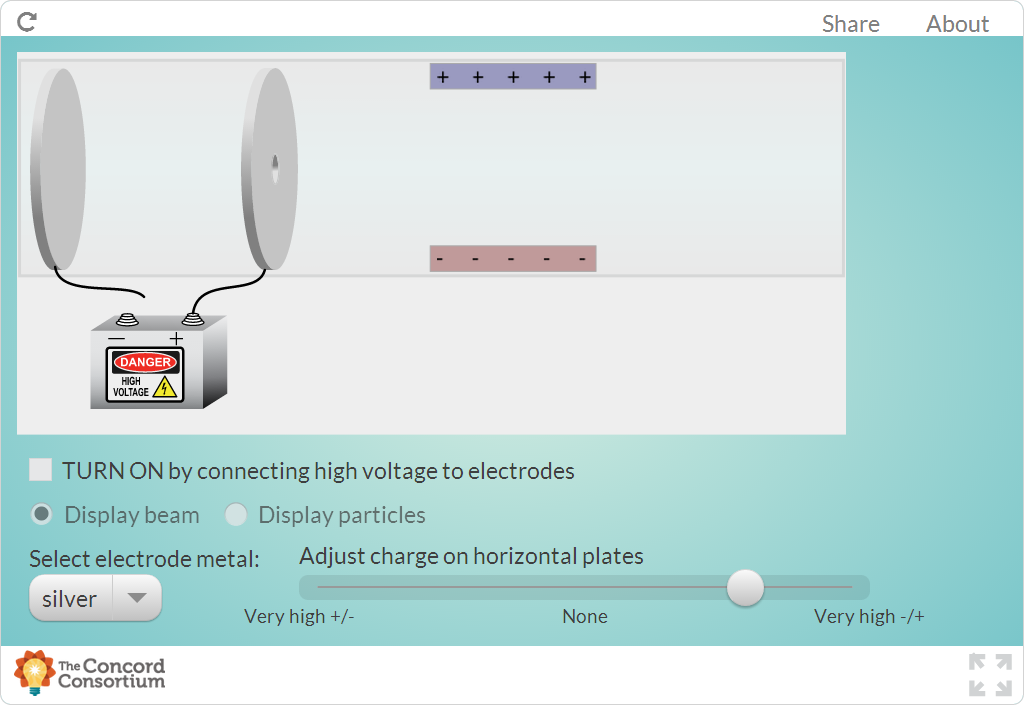 Share About
+ + + + +
- - - - -
— +
DANGER
HIGH
VOLTAGE
TURN ON by connecting high voltage to electrodes
Display beam Display particles
Select electrode metal: Adjust charge on horizontal plates
silver
Very high +/- None Very high -/+
The Concord
Consortium